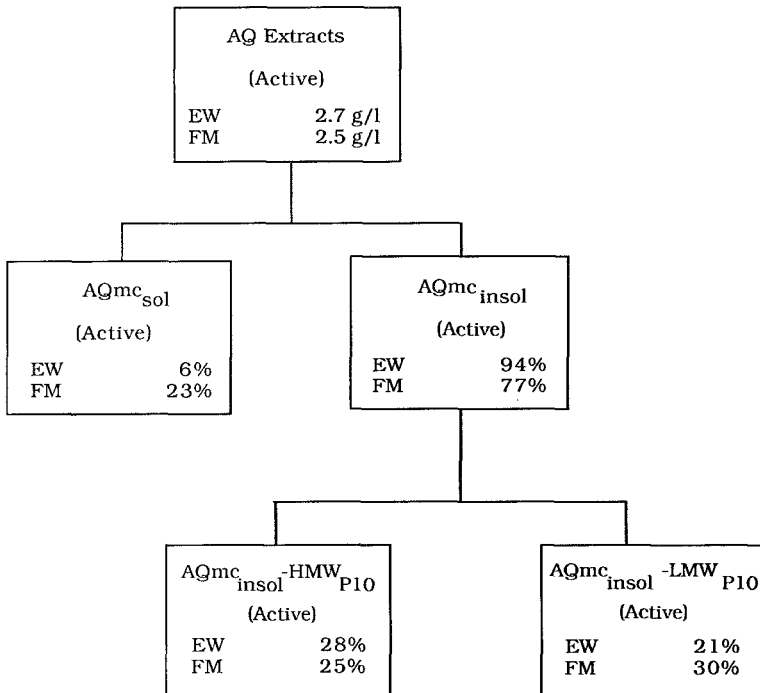 AQ Extracts
(Active)
EW 2.7 g/l
FM 2.5 g/l
AQmc sol
(Active)
EW 6%
FM 23%
AQmc insol
(Active)
EW 94%
FM 77%
AQmc insol -HMW P10
(Active)
EW 28%
FM 25%
AQmc insol -LMW P10
(Active)
EW 21%
FM 30%